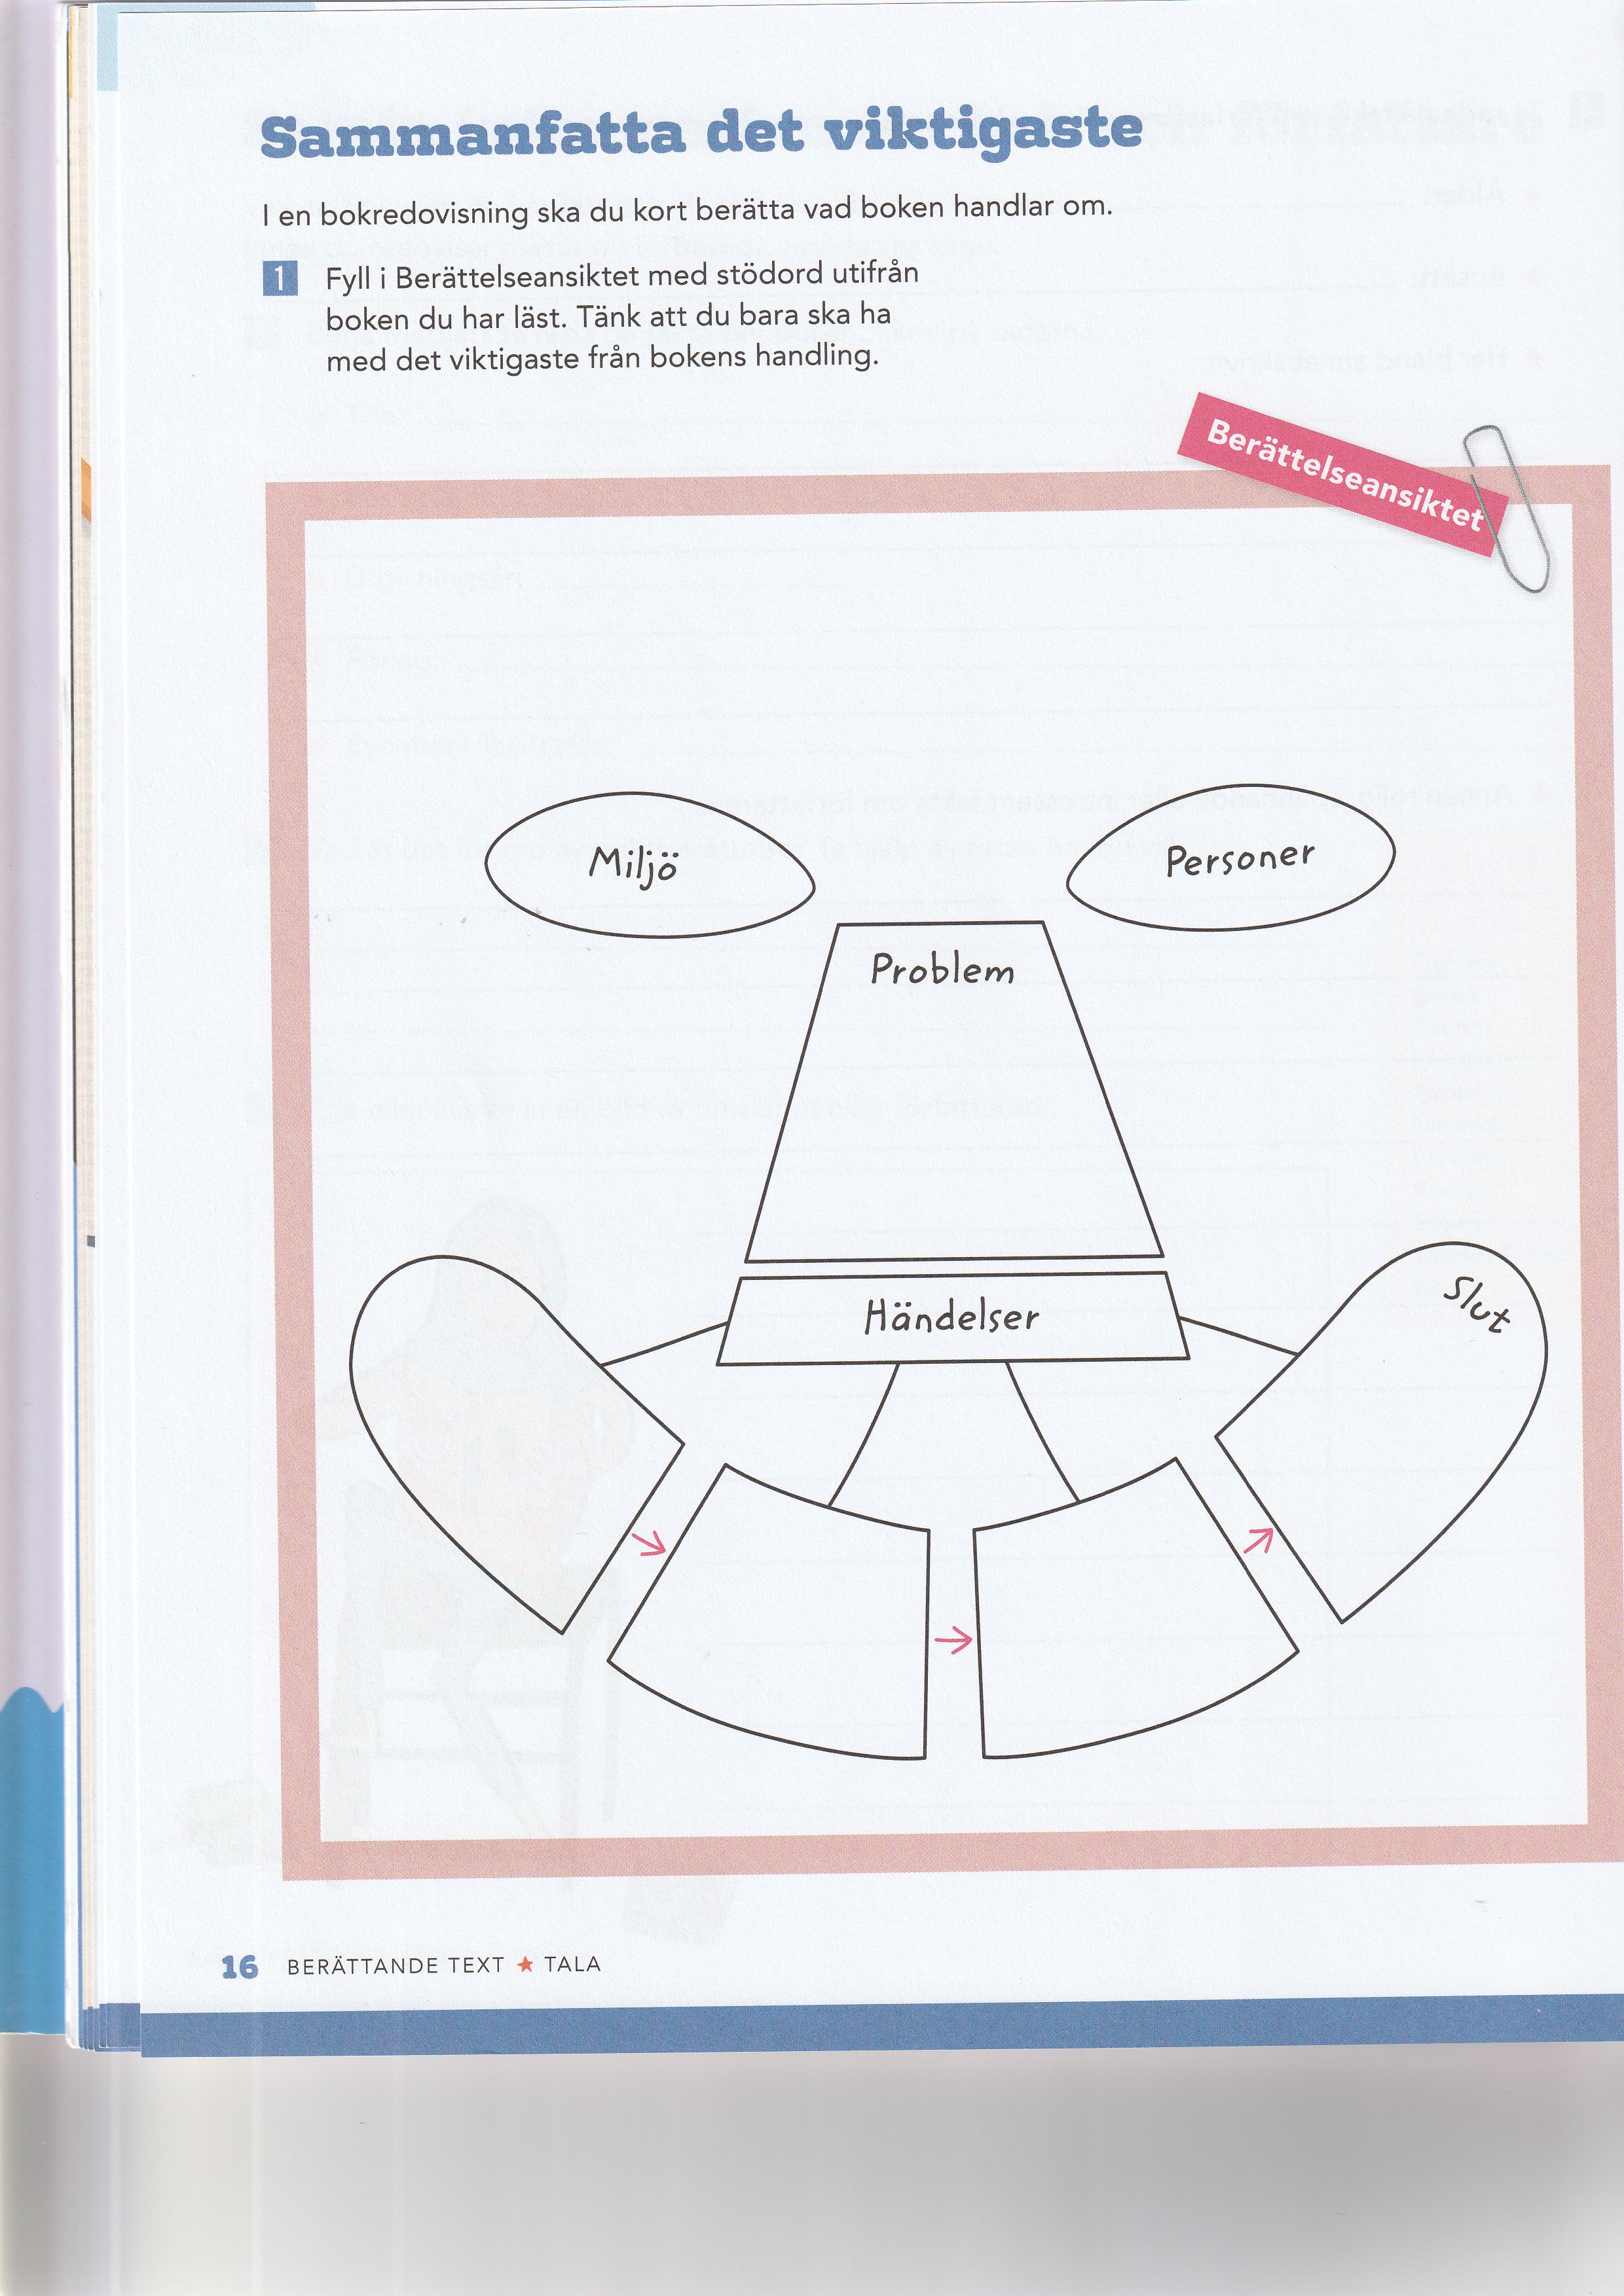 Sammanfatta det viktigaste
I en bokredovisning ska du kort berätta vad boken handlar om.
1 Fyll i Berättelseansiktet med stödord utifrån
boken du har läst. Tänk att du bara ska ha
med det viktigaste från bokens handling.
Berättelseansiktet
Miljö
Personer
Problem
Händelser
Slut
16 BERÄTTANDE TEXT ★ TALA